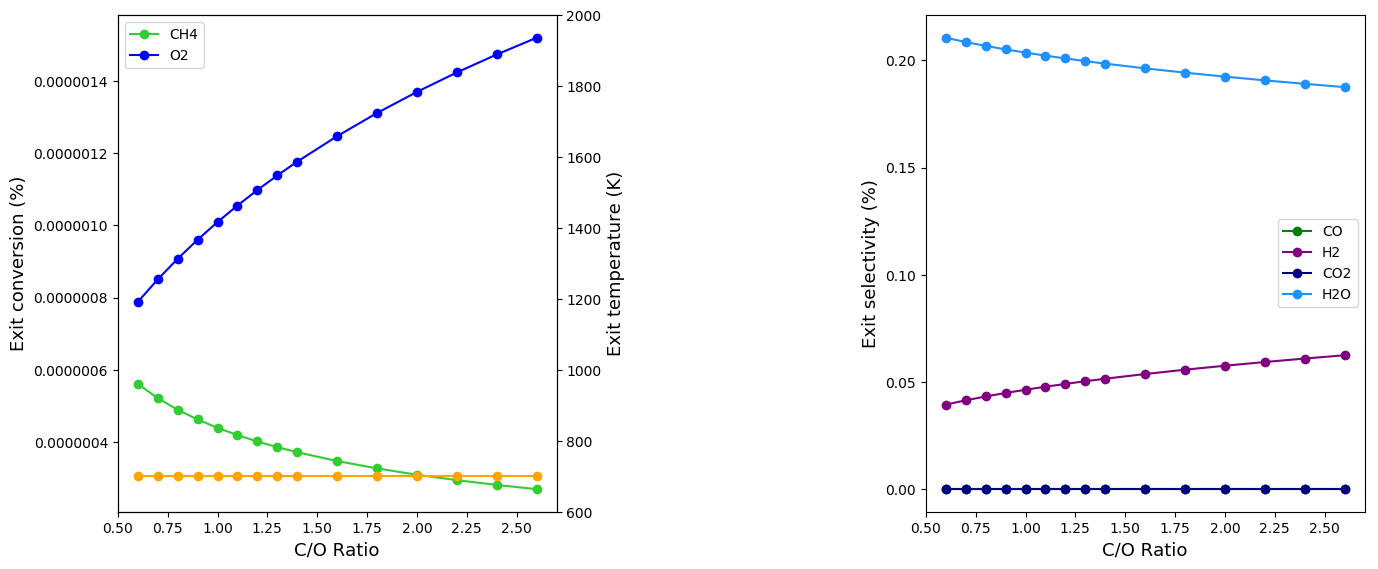 CH4
O2
Exit conversion (%)
0.0000014
0.0000012
0.0000010
0.0000008
0.0000006
0.0000004
0.50 0.75 1.00 1.25 1.50 1.75 2.00 2.25 2.50
C/O Ratio
2000
1800
1600
1400
1200
1000
800
600
Exit temperature (K)
Exit selectivity (%)
0.20
0.15
0.10
0.05
0.00
CO
H2
CO2
H2O
0.50 0.75 1.00 1.25 1.50 1.75 2.00 2.25 2.50
C/O Ratio